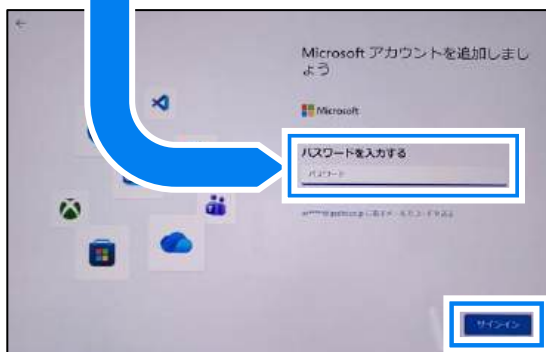 Microsoft アカウントを追加しまし
ょう
Microsoft
パスワードを入力する
パスワード
サインイン